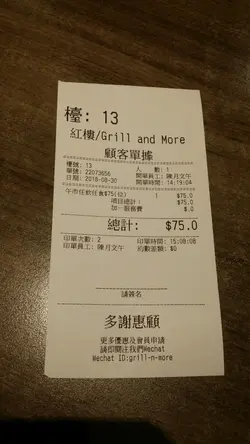 檯: 13
紅樓/Grill and More
顧客單據
檯號: 13 人 數: 1
單號: 22073656 開單員工: 陳月文午
日期: 2018-08-30 開單時間: 14:19:04
午市任飲任食$75(位) 1 $75.0
項目總計: $75.0
加一服務費 $.0
總計: $75.0
印單次數: 2 印單時間: 15:08:08
印單員工: 陳月文午 $0
請簽名
多謝惠顧
更多優惠及會員申請
請即關注我們Wechat
Wechat ID:grill-n-more